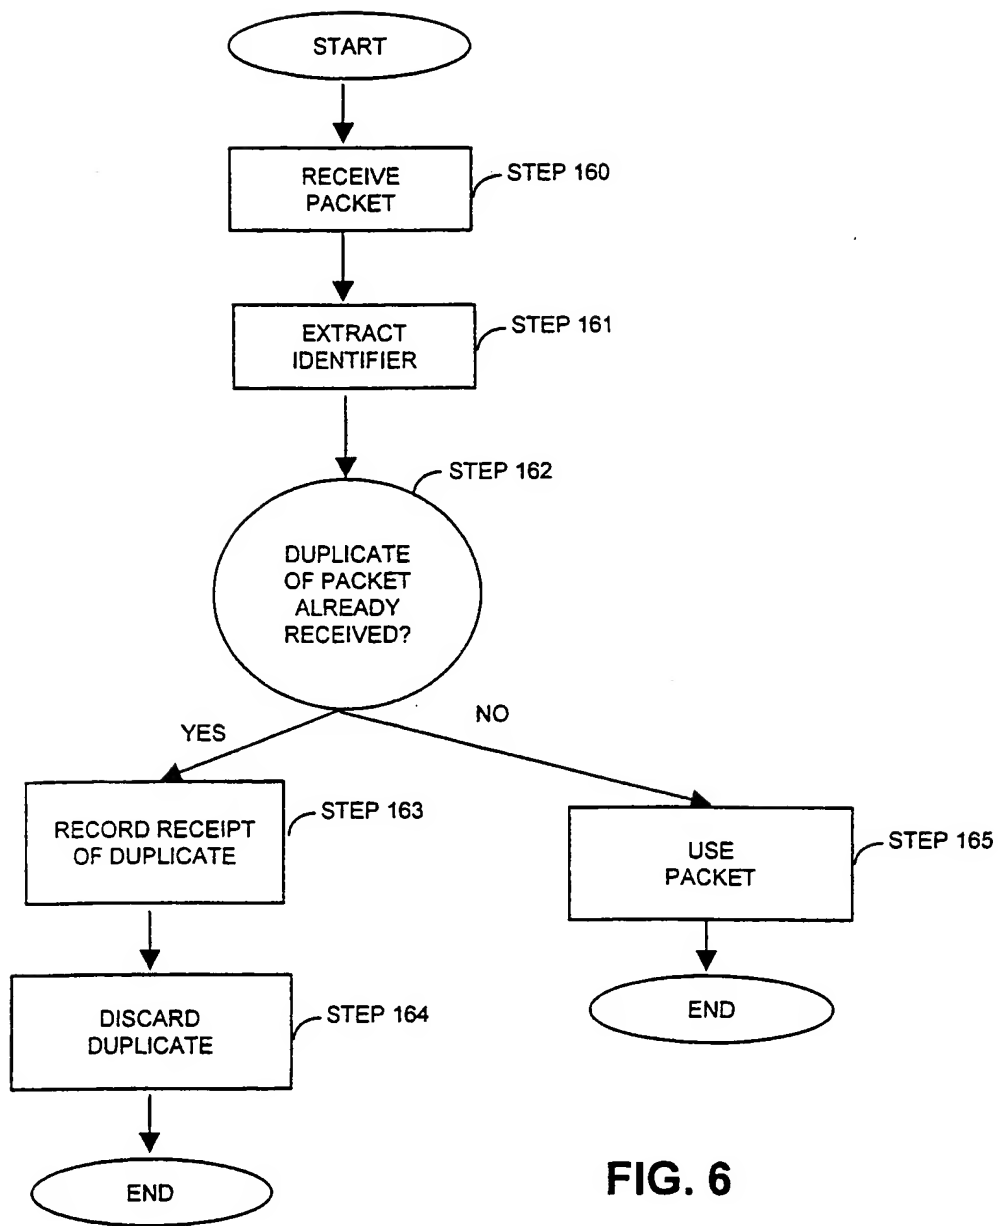 START
RECEIVE
PACKET
STEP 160
EXTRACT
IDENTIFIER
STEP 161
STEP 162
DUPLICATE
OF PACKET
ALREADY
RECEIVED?
YES
NO
RECORD RECEIPT
OF DUPLICATE
STEP 163
USE
PACKET
STEP 165
DISCARD
DUPLICATE
STEP 164
END
END
FIG. 6